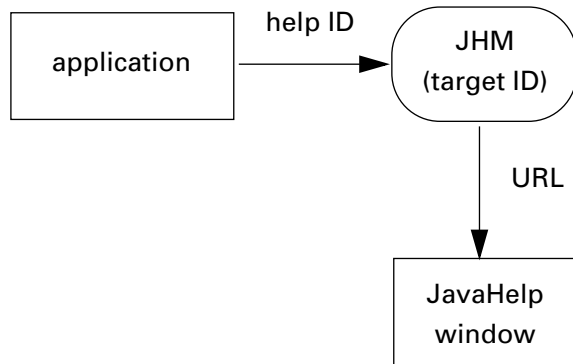 help ID
application
JHM
(target ID)
URL
JavaHelp
window